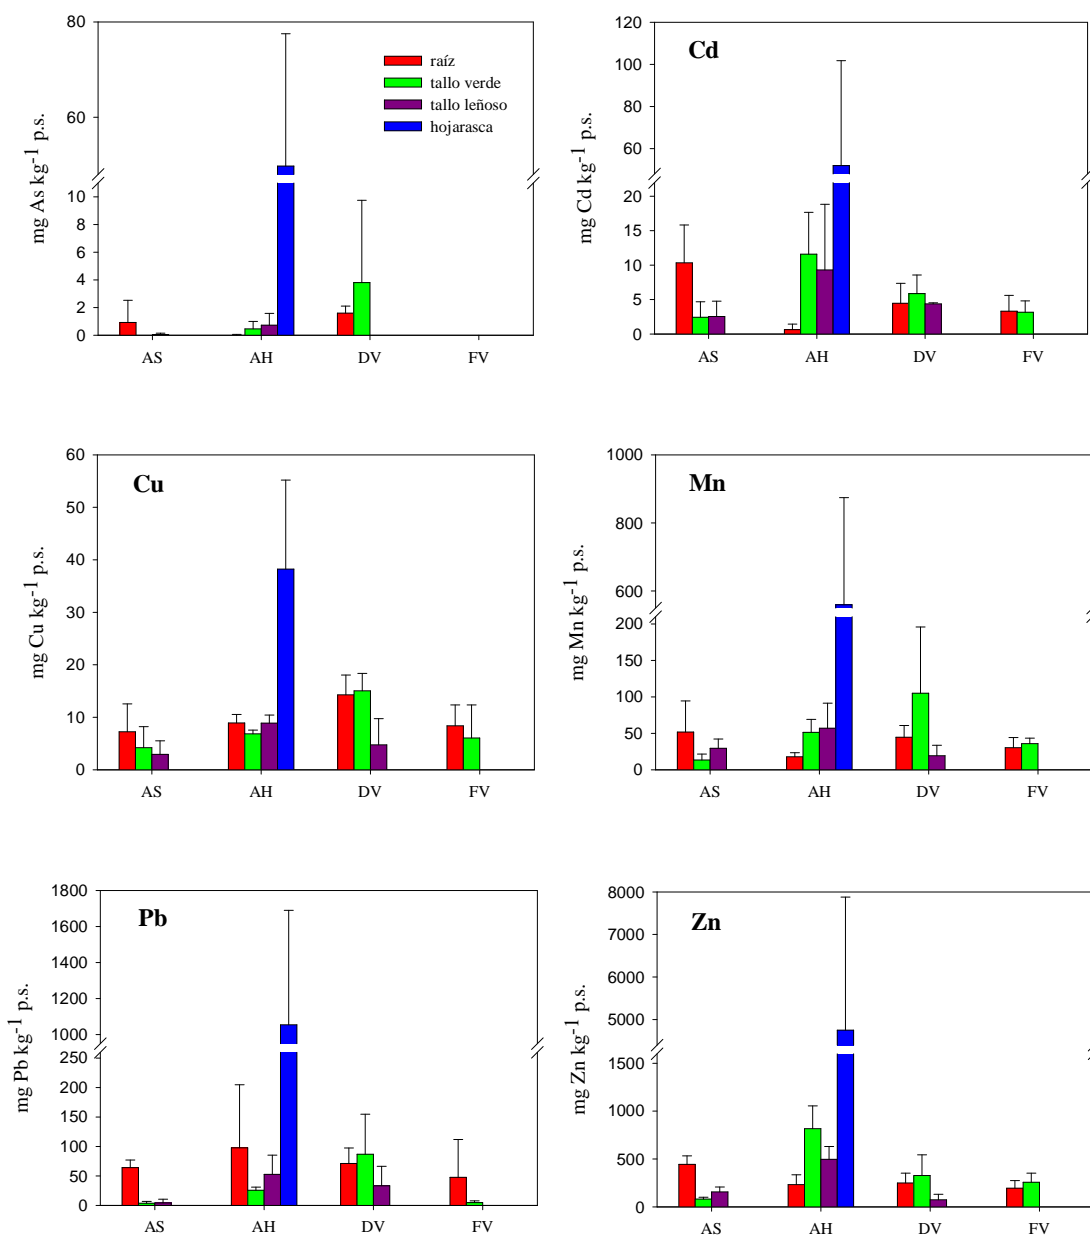 80
60
10
8
6
4
2
0
mg As kg-1 p.s.
raíz
tallo verde
tallo leñoso
hojarasca
AS AH DV FV
Cd
120
100
80
60
20
15
10
5
0
mg Cd kg-1 p.s.
AS AH DV FV
Cu
60
50
40
30
20
10
0
mg Cu kg-1 p.s.
AS AH DV FV
Mn
1000
800
600
200
150
100
50
0
mg Mn kg-1 p.s.
AS AH DV FV
Pb
1800
1600
1400
1200
1000
250
200
150
100
50
0
mg Pb kg-1 p.s.
AS AH DV FV
Zn
8000
7000
6000
5000
1500
1000
500
0
mg Zn kg-1 p.s.
AS AH DV FV